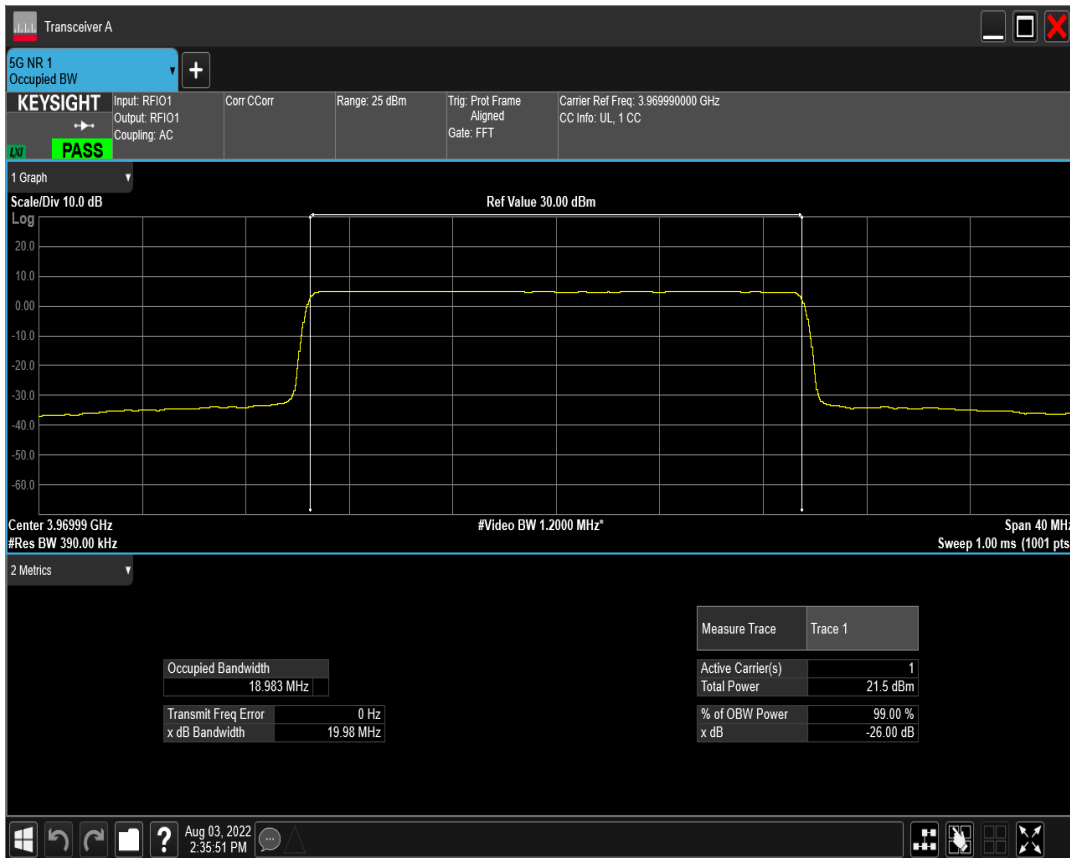 Transceiver A
5G NR 1
Occupied BW
KEYSIGHT
LXI
PASS
Input: RFIO1
Output: RFIO1
Coupling: AC
Corr CCorr
Range: 25 dBm
Trig: Prot Frame
Aligned
Gate: FFT
Carrier Ref Freq: 3.969990000 GHz
CC Info: UL, 1 CC
1 Graph
Scale/Div 10.0 dB
Ref Value 30.00 dBm
Log
20.0
10.0
0.00
-10.0
-20.0
-30.0
-40.0
-50.0
-60.0
Center 3.96999 GHz
#Video BW 1.2000 MHz*
Span 40 MHz
#Res BW 390.00 kHz
Sweep 1.00 ms (1001 pts
2 Metrics
Measure Trace Trace 1
Occupied Bandwidth
18.983 MHz
Active Carrier(s) 1
Total Power 21.5 dBm
Transmit Freq Error 0 Hz
x dB Bandwidth 19.98 MHz
% of OBW Power 99.00 %
x dB -26.00 dB
?
Aug 03, 2022
2:35:51 PM